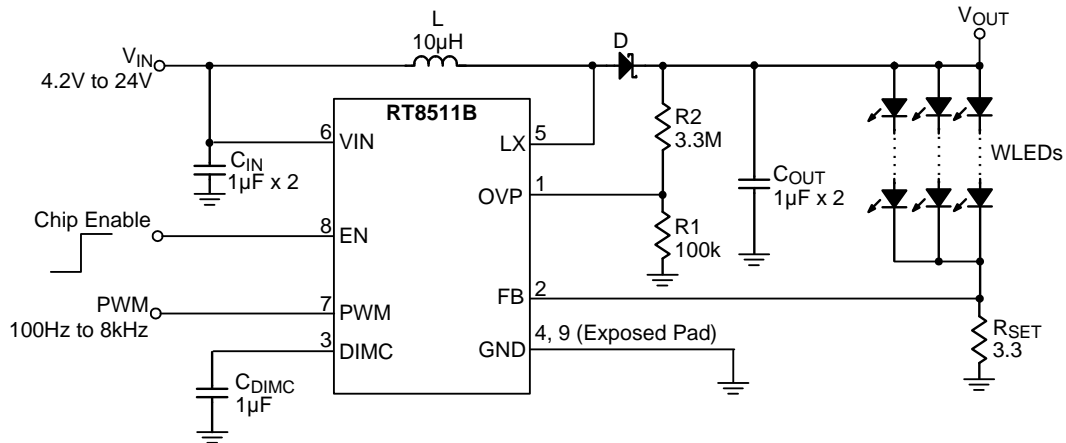 VOUT
L
10µH
D
VIN
4.2V to 24V
RT8511B
R2
3.3M
6
VIN
LX
5
WLEDs
CIN
1µF x 2
COUT
1µF x 2
OVP
1
Chip Enable
R1
100k
8
EN
PWM
100Hz to 8kHz
7
PWM
FB
2
RSET
3.3
3
DIMC
GND
4, 9 (Exposed Pad)
CDIMC
1µF